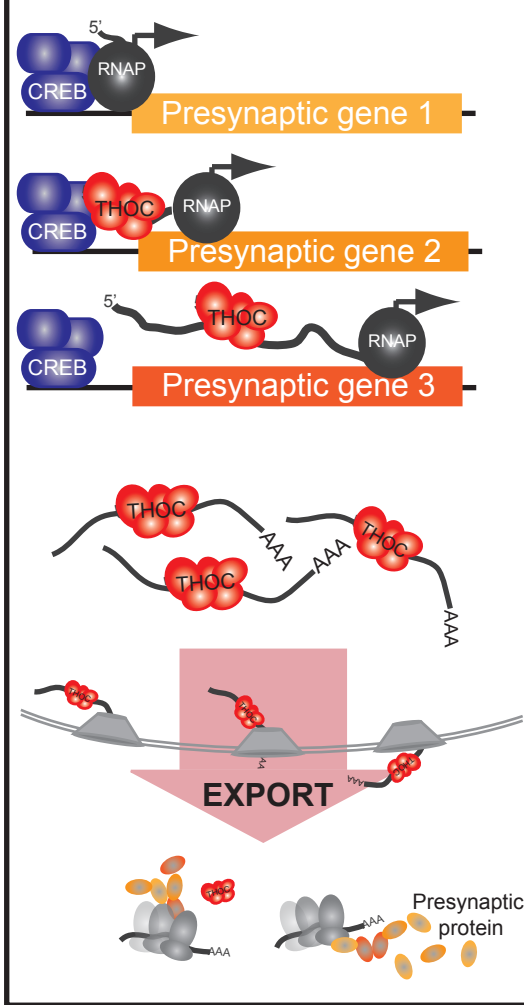 5'
RNAP
CREB
Presynaptic gene 1
THOC
RNAP
CREB
Presynaptic gene 2
5'
THOC
RNAP
CREB
Presynaptic gene 3
THOC
AAA
THOC
AAA
THOC
AAA
THOC
THOC
AA
THOC
AAA
EXPORT
THOC
AAA
AAA
Presynaptic
protein